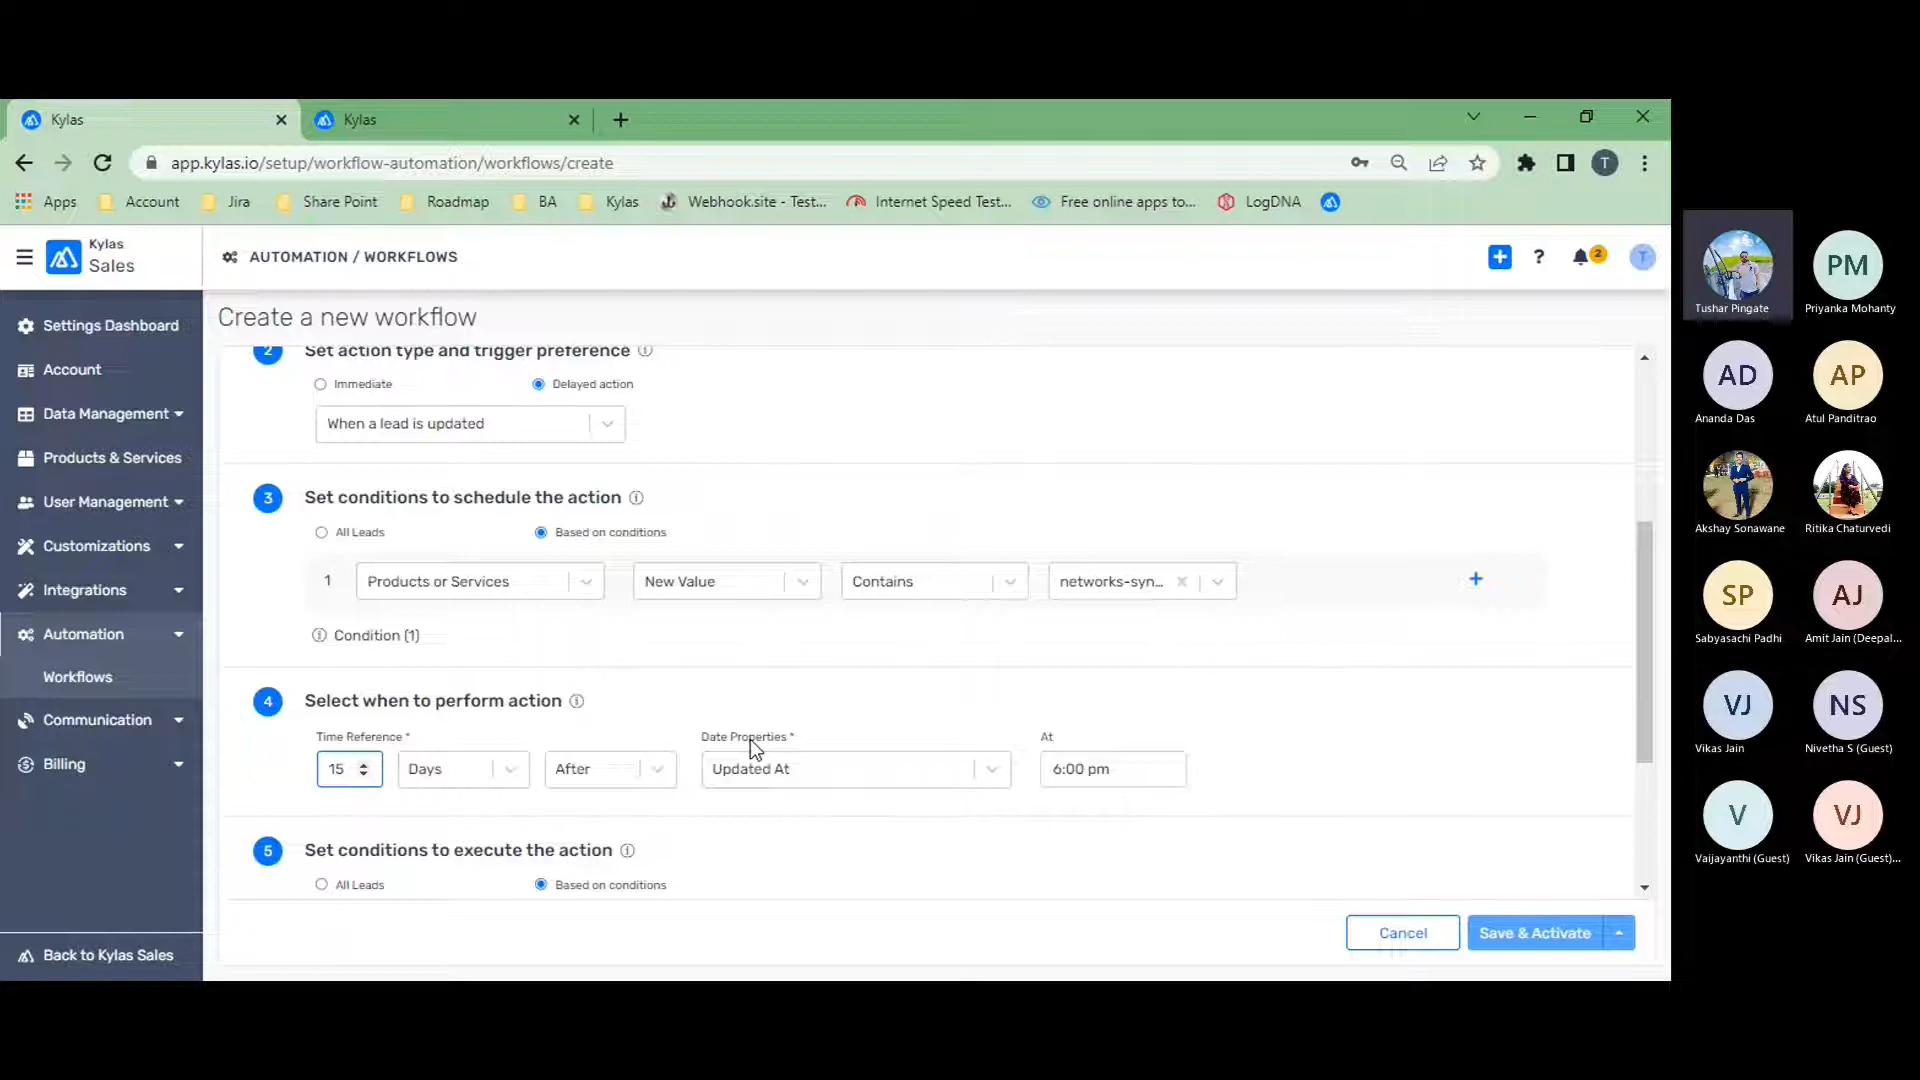 Kylas
Kylas
app.kylas.io/setup/workflow-automation/workflows/create
T
Apps
Account
Jira
Share Point
Roadmap
BA
Kylas
Webhook.site - Test...
Internet Speed Test...
Free online apps to...
LogDNA
Kylas
Sales
AUTOMATION / WORKFLOWS
?
2
T
Settings Dashboard
Account
Data Management
Products & Services
User Management
Customizations
Integrations
Automation
Workflows
Communication
Billing
Back to Kylas Sales
Create a new workflow
2 Set action type and trigger preference
Immediate
Delayed action
When a lead is updated
3 Set conditions to schedule the action
All Leads
Based on conditions
1 Products or Services New Value Contains networks-syn...
Condition (1)
4 Select when to perform action
Time Reference *
Date Properties *
At
15 Days After Updated At 6:00 pm
5 Set conditions to execute the action
All Leads
Based on conditions
Cancel
Save & Activate
Tushar Pingate
PM
Priyanka Mohanty
AD
Ananda Das
AP
Atul Panditrao
Akshay Sonawane
Ritika Chaturvedi
SP
Sabyasachi Padhi
AJ
Amit Jain (Deepal...
VJ
Vikas Jain
NS
Nivetha S (Guest)
V
Vaijayanthi (Guest)
VJ
Vikas Jain (Guest)...